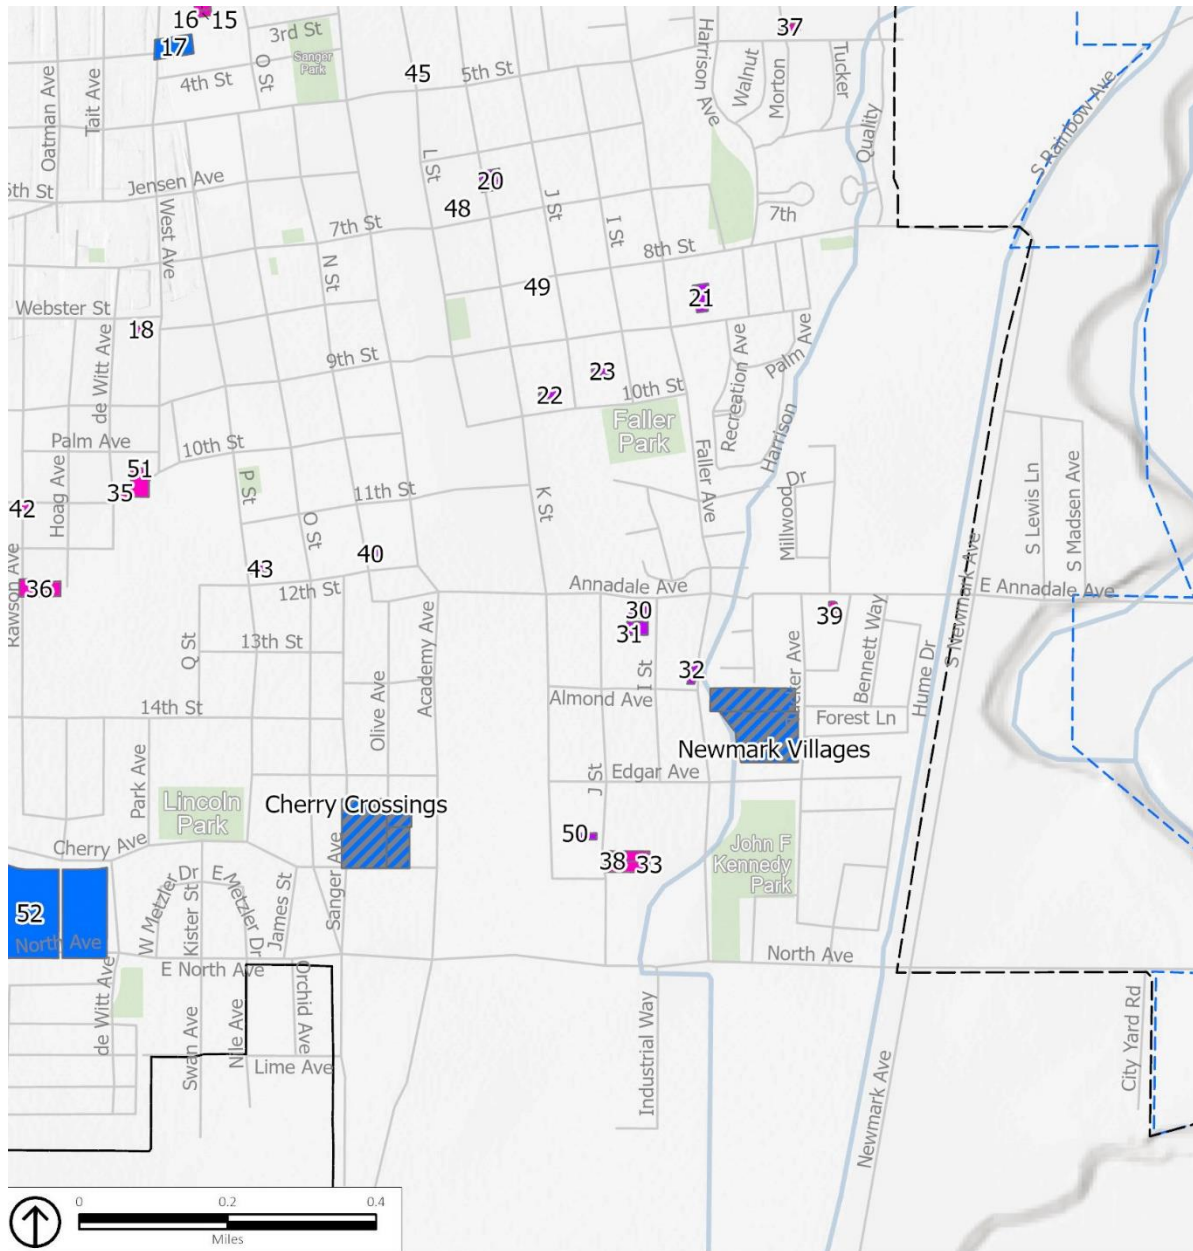 16 15
37
17
3rd St
Sanger
Park
4th St
O St
45
5th St
Harrison Ave
Walnut
Morton
Tucker
Quality
S Rainbow Ave
Oatman Ave
Tait Ave
Jensen Ave
L St
20
48
J St
I St
7th
West Ave
7th St
N St
8th St
49
21
Webster St
18
de Witt Ave
9th St
23
22
10th St
Faller
Park
Recreation Ave
Palm Ave
Harrison
Palm Ave
10th St
51
35
Hoag Ave
42
P St
11th St
O St
K St
Faller Ave
Millwood
Dr
S Lewis Ln
S Madsen Ave
43
40
12th St
36
Rawson Ave
Annadale Ave
E Annadale Ave
S Newmark Ave
30
31
39
Q St
13th St
Academy Ave
Olive Ave
I St
32
Bennett Way
Hume Dr
14th St
Almond Ave
Forest Ln
Newmark Villages
Edgar Ave
J St
Park Ave
Lincoln
Park
Cherry Crossings
Cherry Ave
Sanger Ave
50
38 33
John F
Kennedy
Park
52
North Ave
W Metzler Dr
Kister St
E Metzler Dr
James St
E North Ave
North Ave
de Witt Ave
Swan Ave
Nile Ave
Orchid Ave
Lime Ave
Industrial Way
Newmark Ave
City Yard Rd
0 0.2 0.4
Miles